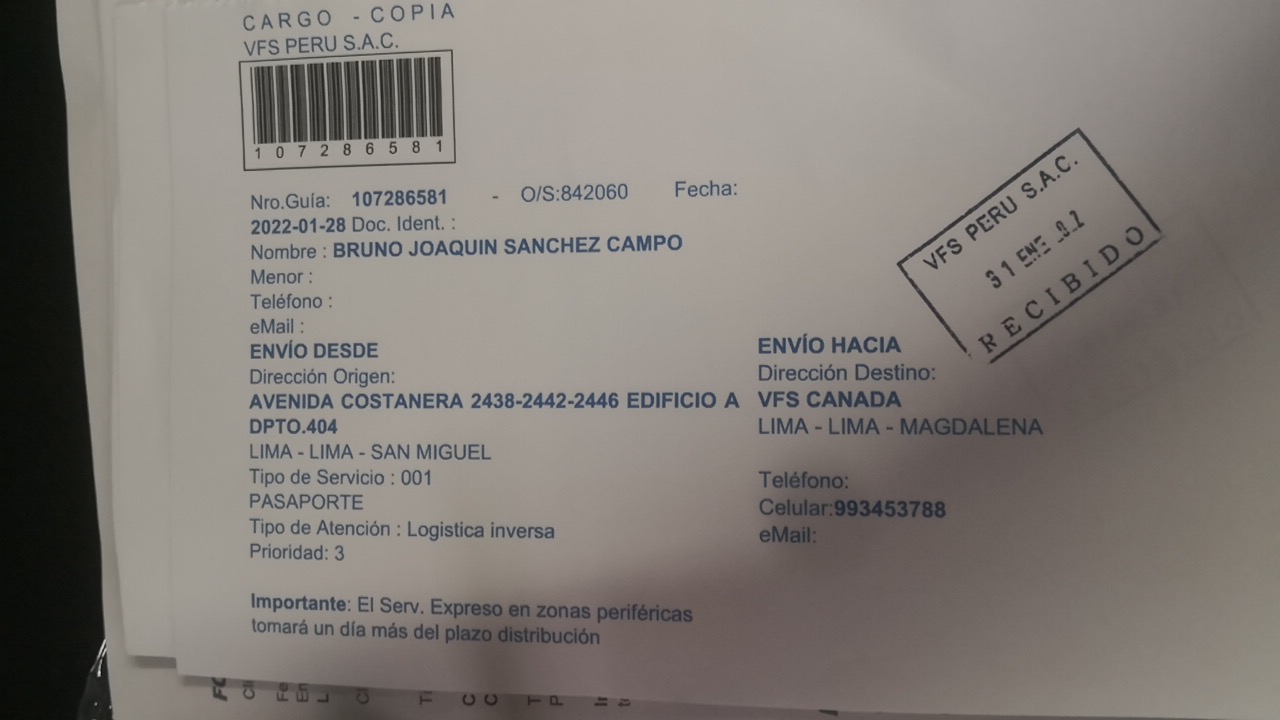 CARGO - COPIA
VFS PERU S.A.C.
107286581
Nro.Guía: 107286581 - O/S:842060 Fecha:
2022-01-28 Doc. Ident. :
Nombre : BRUNO JOAQUIN SANCHEZ CAMPO
Menor :
Teléfono :
eMail :
ENVÍO DESDE
Dirección Origen:
AVENIDA COSTANERA 2438-2442-2446 EDIFICIO A
DPTO.404
LIMA - LIMA - SAN MIGUEL
Tipo de Servicio : 001
PASAPORTE
Tipo de Atención : Logistica inversa
Prioridad: 3
ENVÍO HACIA
Dirección Destino:
VFS CANADA
LIMA - LIMA - MAGDALENA
Teléfono:
Celular:993453788
eMail:
Importante: El Serv. Expreso en zonas periféricas
tomará un día más del plazo distribución
VFS PERU S.A.C.
31 ENE
RECIBIDO